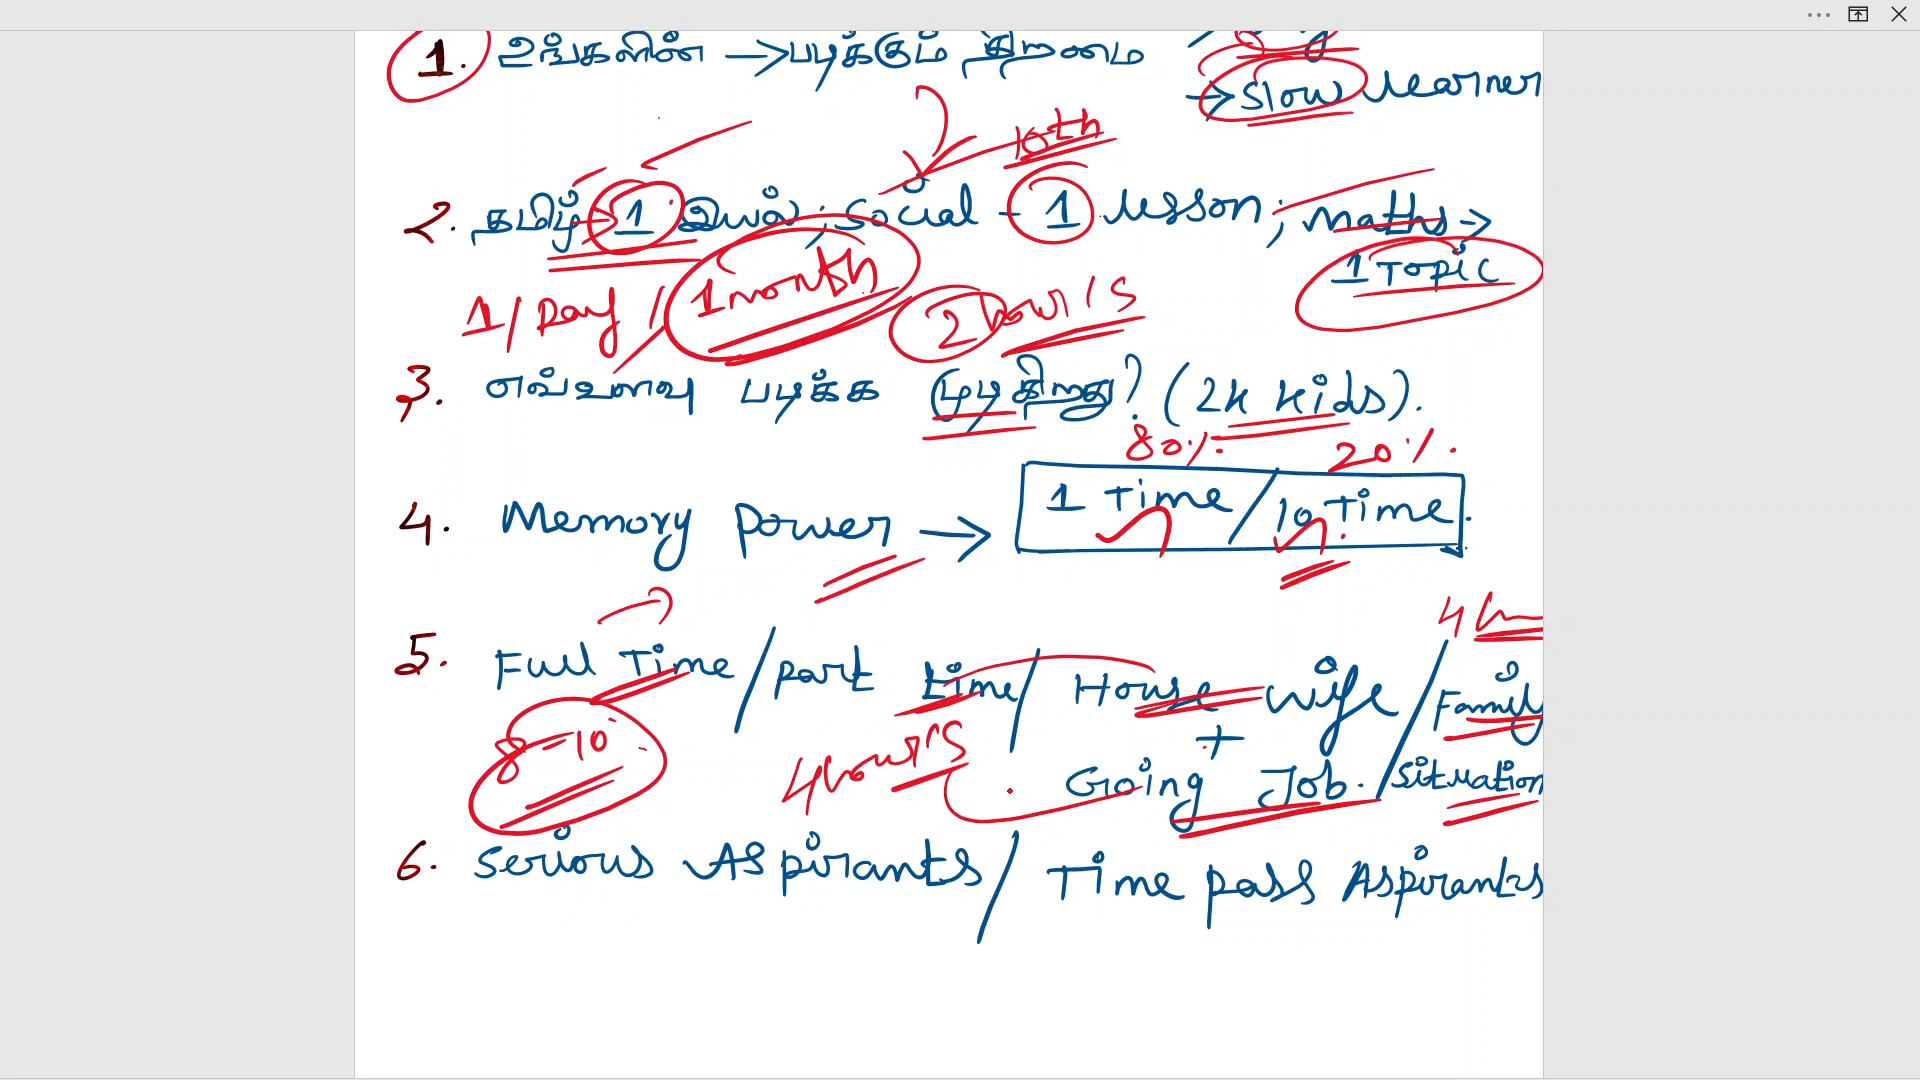 1. உங்களின் → படிக்கும் திறமை
→ Slow learner
10th
2. தமிழ் → 1 இயல்; social - 1 lesson; maths →
1 Topic
1/Day / 1 month 2 hour's
3. எவ்வளவு படிக்க முடிகிறது? (2k kids).
80% 20%.
4. Memory Power → 1 Time / 10 Time.
4
5. Full Time / part time / House wife / Family
+
8-10 4 hour's Going Job. Situation
6. Serious Aspirants / Time pass Aspirants